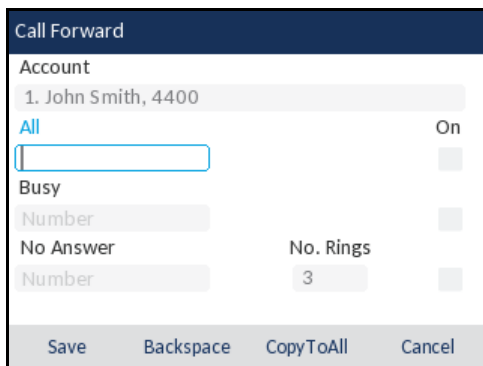 Call Forward
Account
1. John Smith, 4400
All On
Busy
Number
No Answer No. Rings
Number 3
Save Backspace CopyToAll Cancel